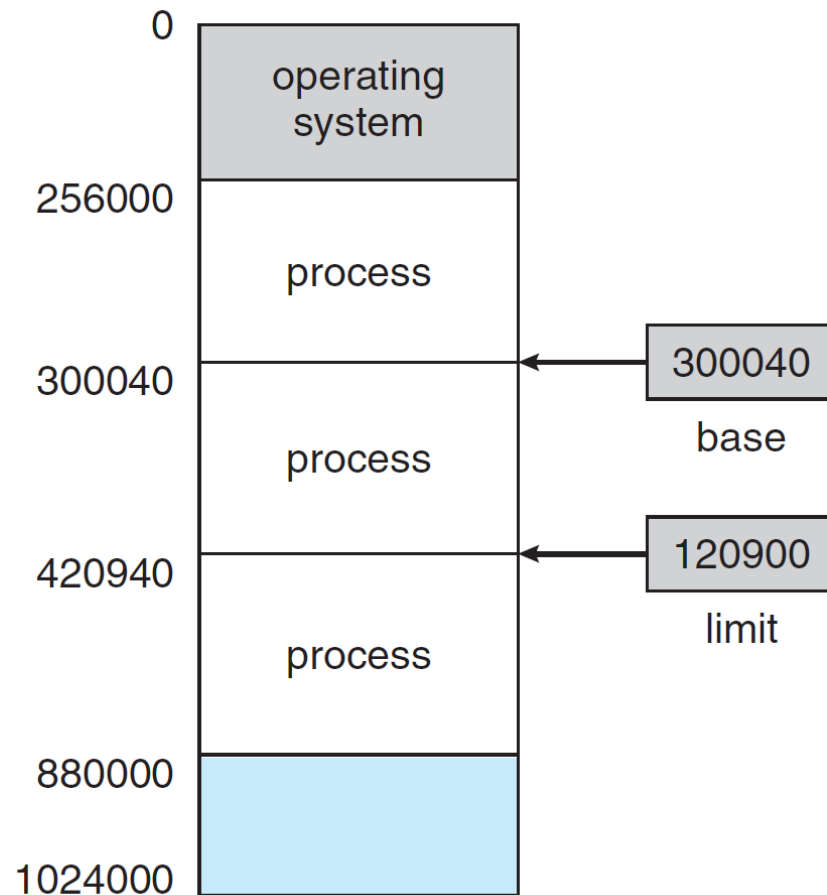 0
operating
system
256000
process
300040
300040
base
process
420940
120900
limit
process
880000
1024000